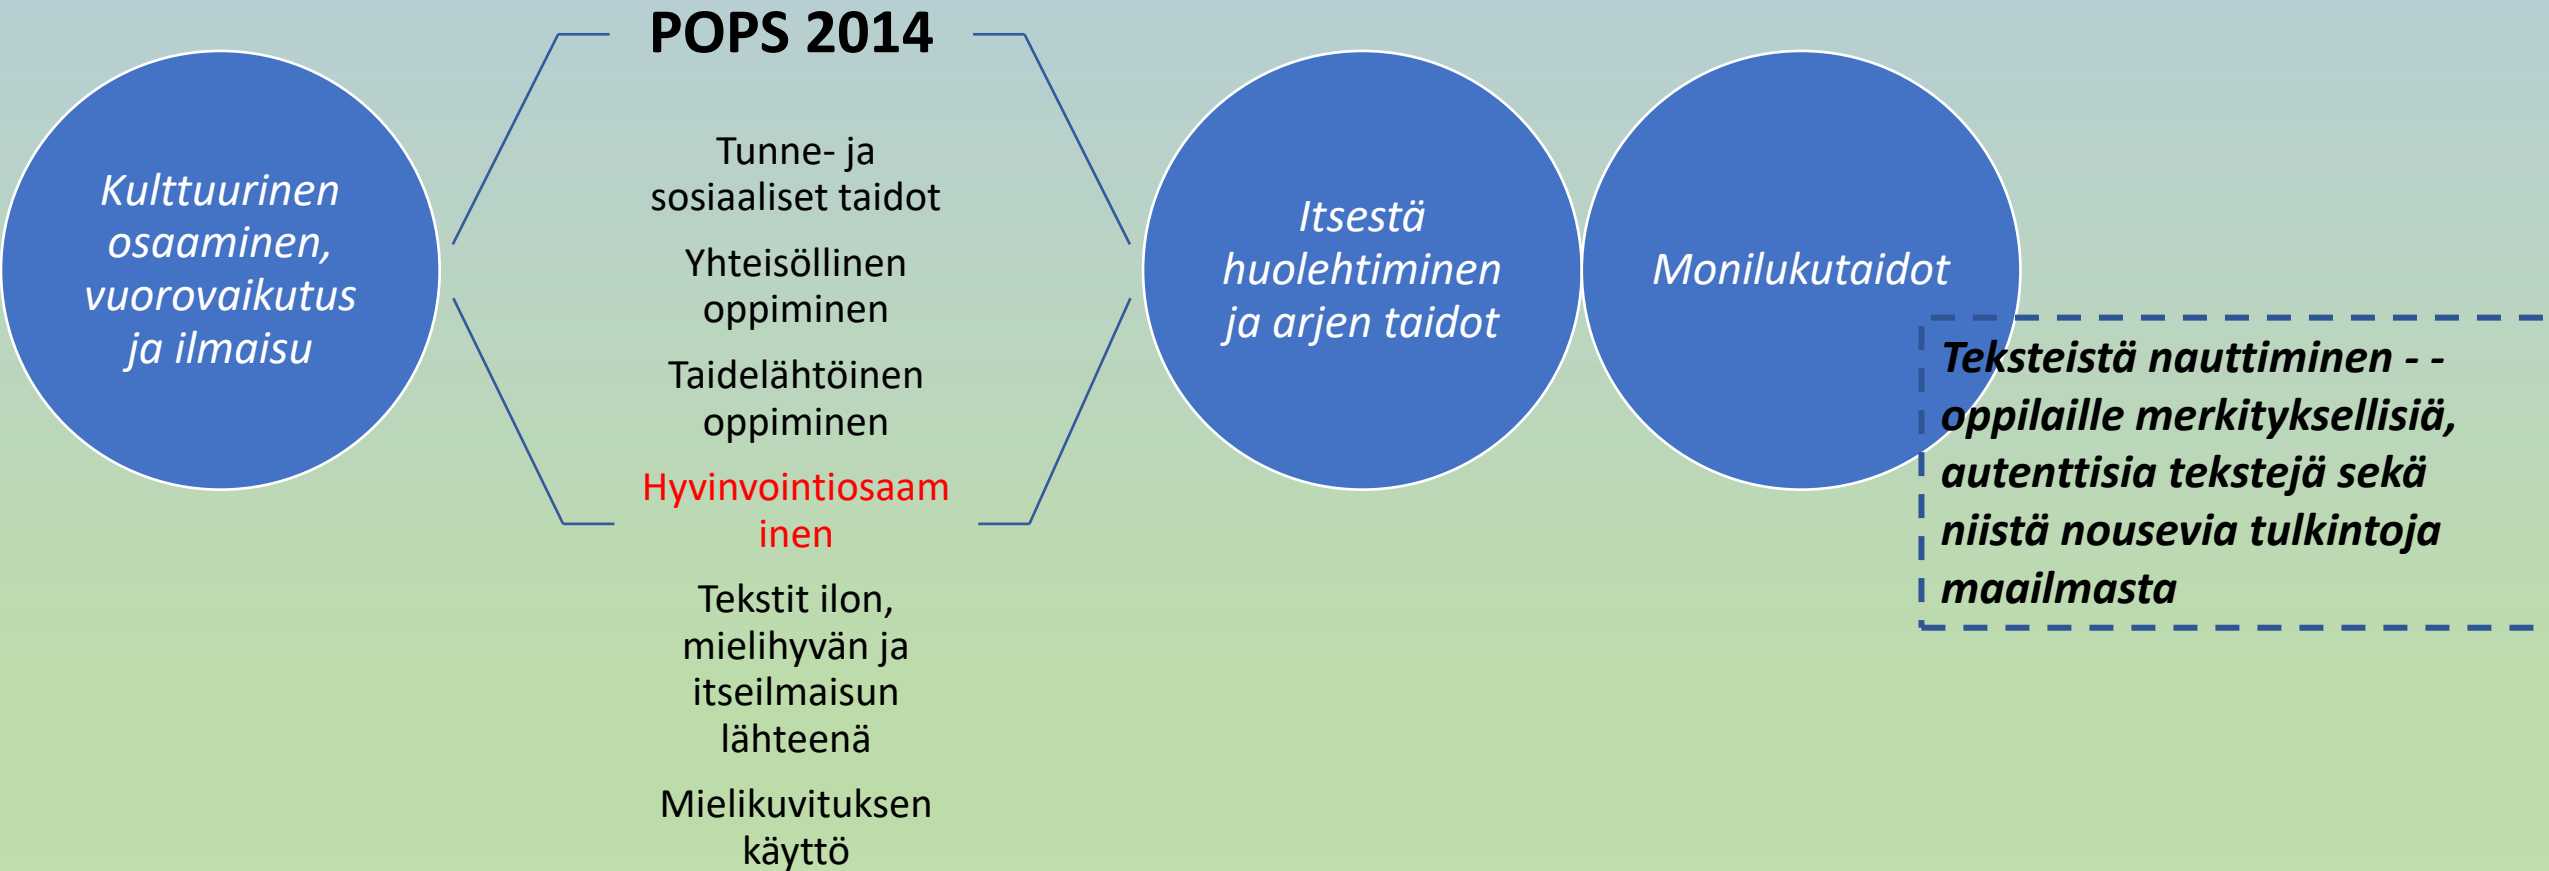 POPS 2014
Kulttuurinen
osaaminen,
vuorovaikutus
ja ilmaisu
Tunne- ja
sosiaaliset taidot
Yhteisöllinen
oppiminen
Taidelähtöinen
oppiminen
Hyvinvointiosaam
inen
Tekstit ilon,
mielihyvän ja
itseilmaisun
lähteenä
Mielikuvituksen
käyttö
Itsestä
huolehtiminen
ja arjen taidot
Monilukutaidot
Teksteistä nauttiminen - -
oppilaille merkityksellisiä,
autenttisia tekstejä sekä
niistä nousevia tulkintoja
maailmasta